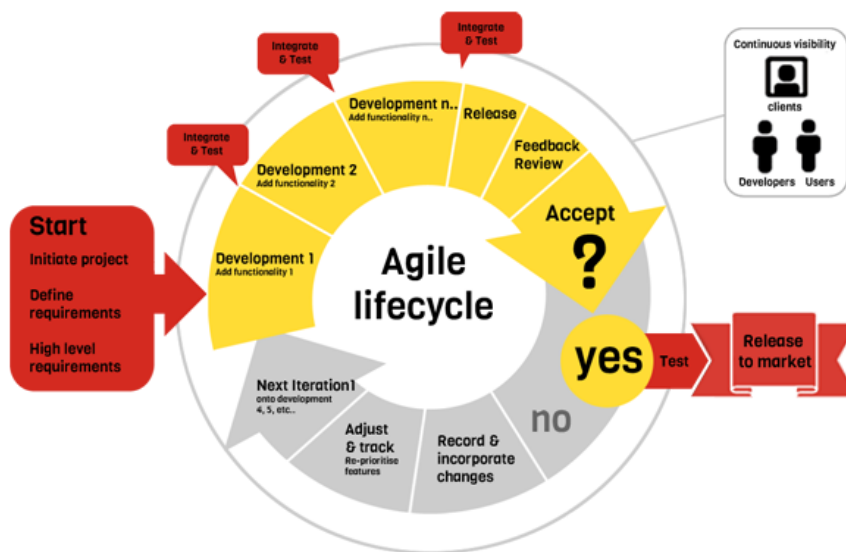 Start
Initiate project
Define
requirements
High level
requirements
Integrate
& Test
Integrate
& Test
Integrate
& Test
Development 1
Add functionality 1
Development 2
Add functionality 2
Development n..
Add functionality n..
Release
Feedback
Review
Accept
?
yes
Test
Release
to market
no
Record &
incorporate
changes
Adjust
& track
Re-prioritise
features
Next Iteration1
onto development
4, 5, etc..
Agile
lifecycle
Continuous visibility
clients
Developers
Users